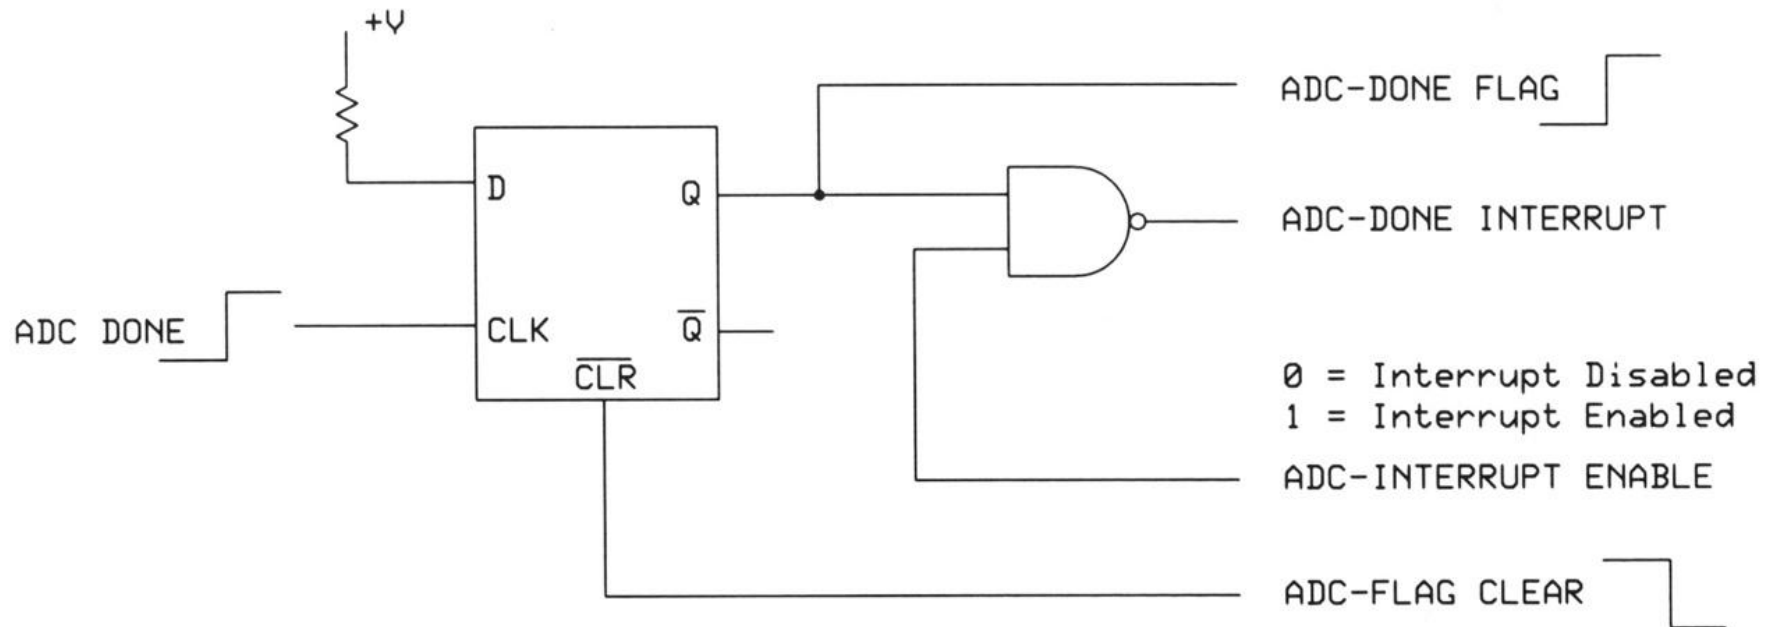 +V
ADC-DONE FLAG
D
Q
ADC-DONE INTERRUPT
ADC DONE
CLK
Q̅
C̅L̅R̅
0 = Interrupt Disabled
1 = Interrupt Enabled
ADC-INTERRUPT ENABLE
ADC-FLAG CLEAR